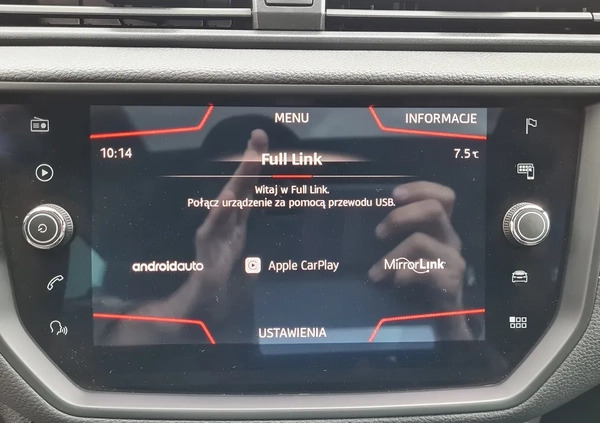 MENU
INFORMACJE
10:14
Full Link
7.5°C
Witaj w Full Link.
Połącz urządzenie za pomocą przewodu USB.
androidauto
Apple CarPlay
MirrorLink
USTAWIENIA